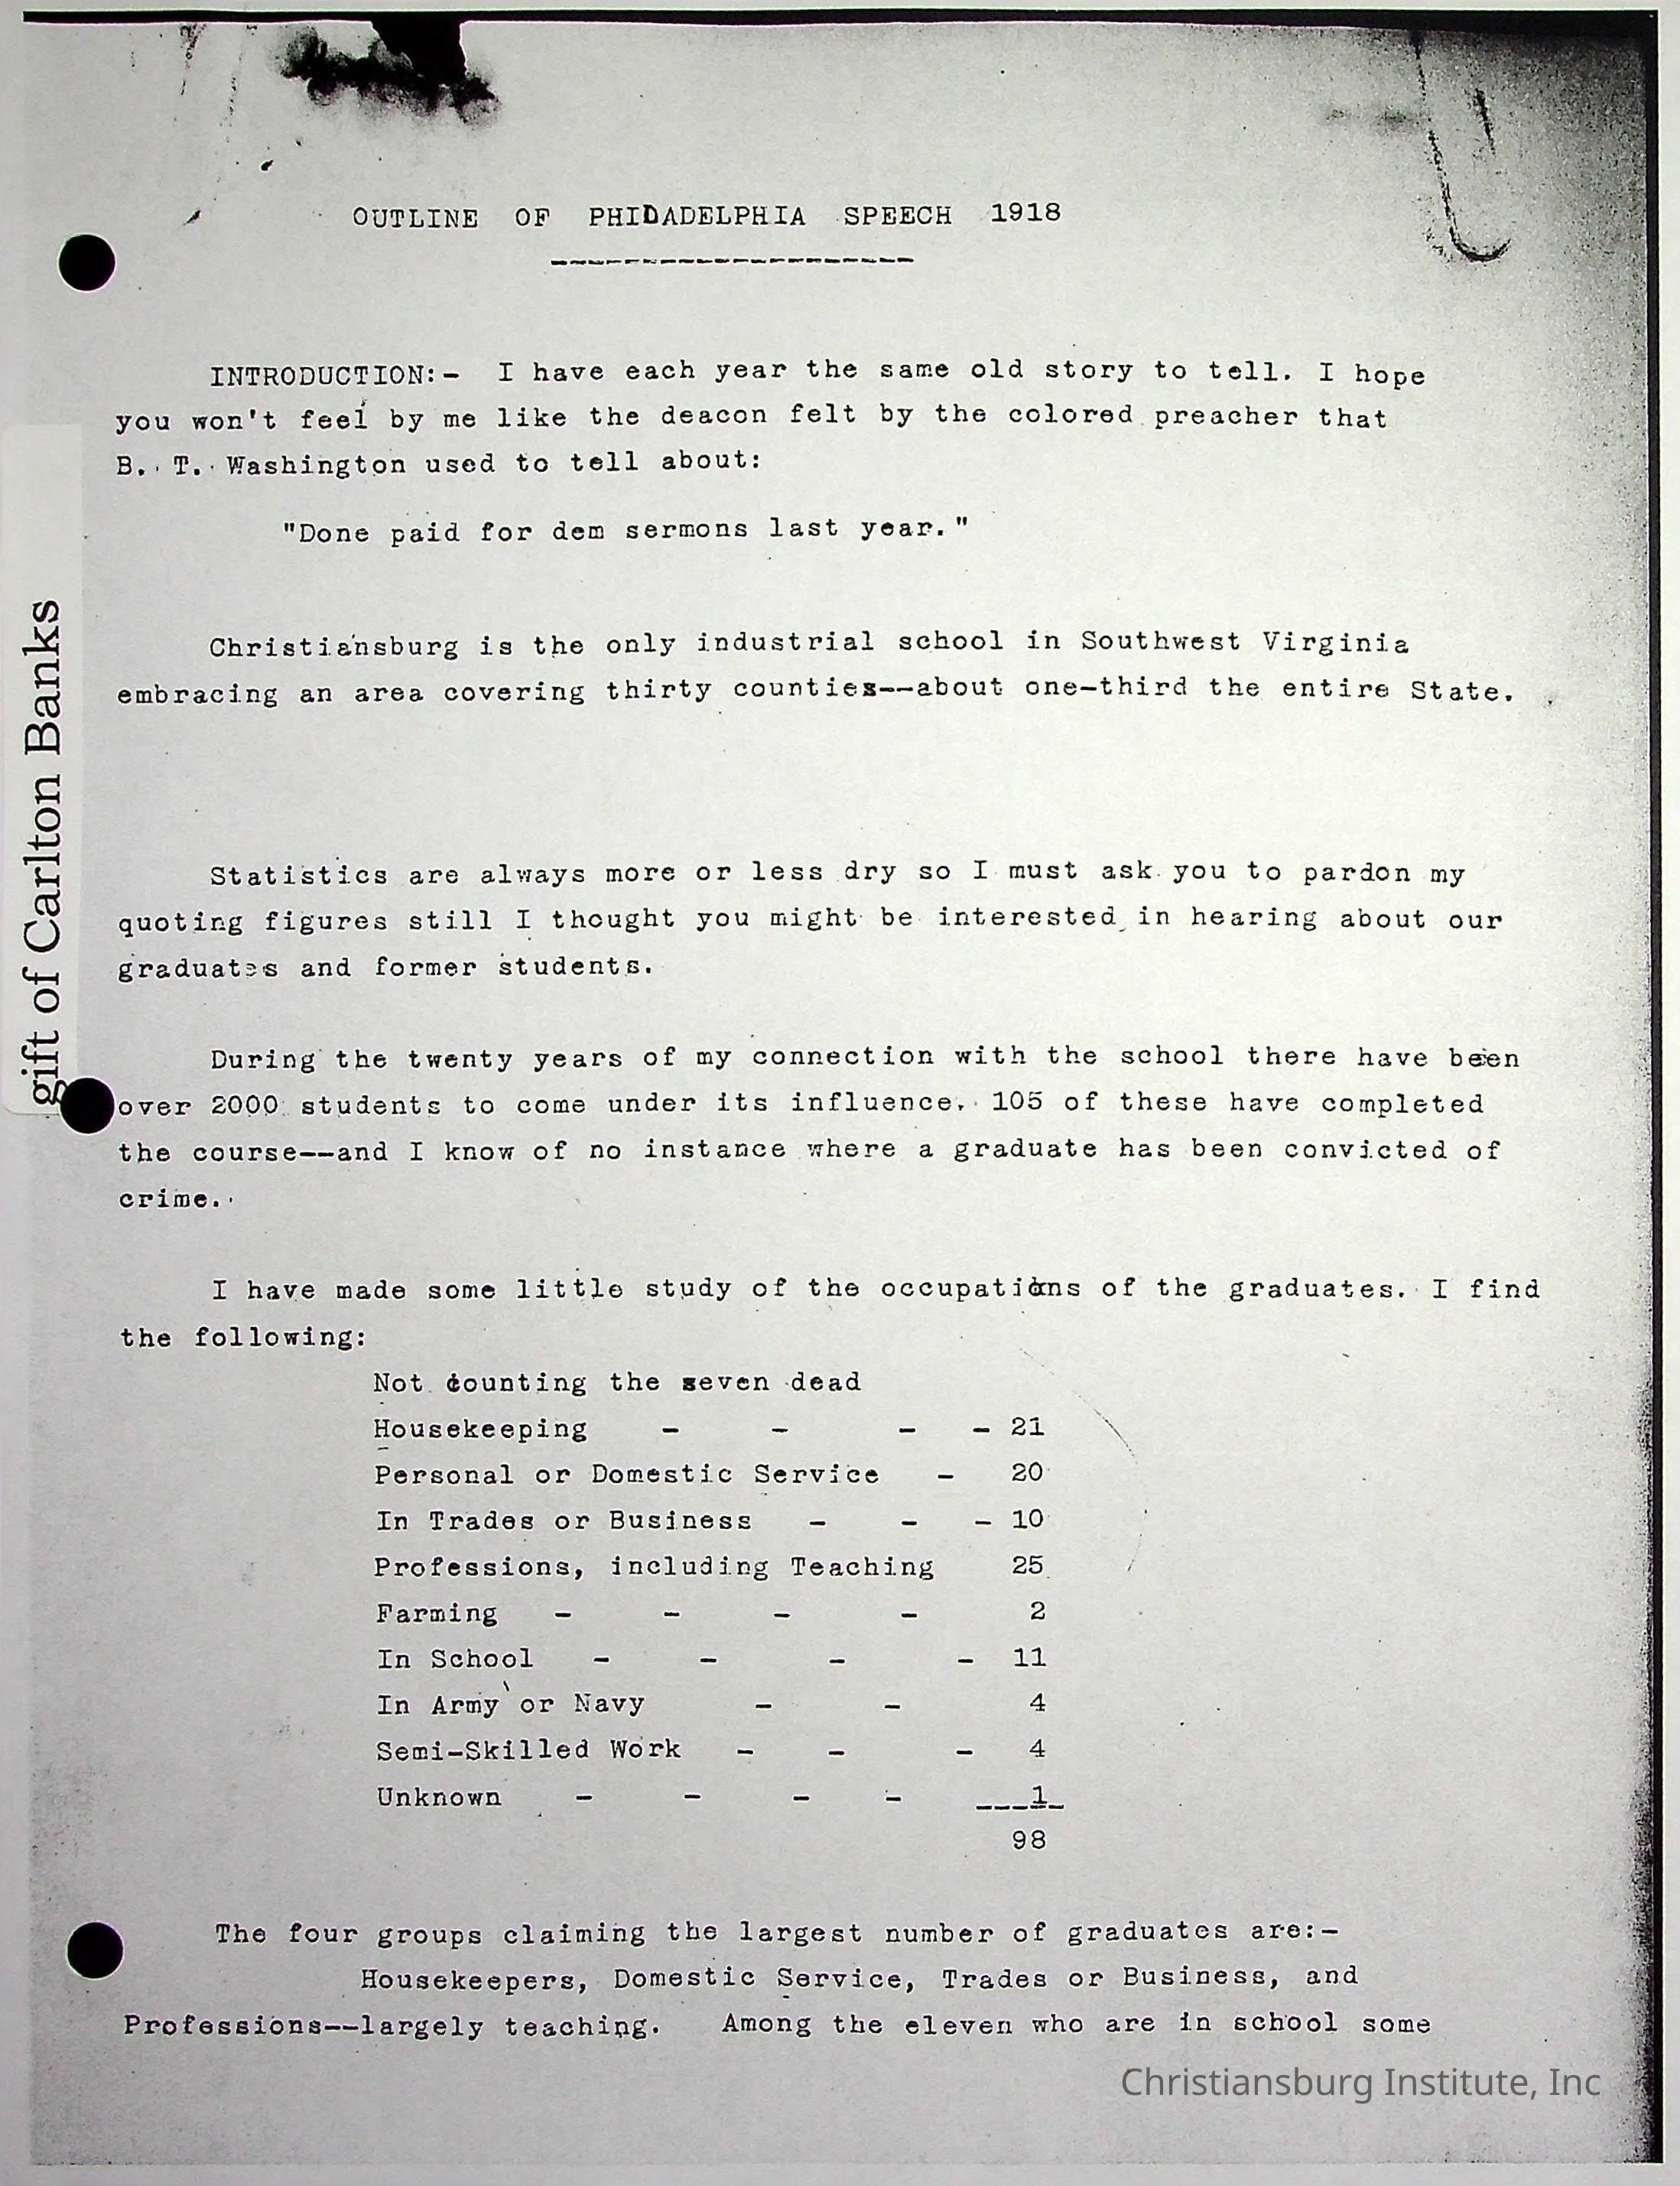 OUTLINE OF PHIDADELPHIA SPEECH 1918
INTRODUCTION:- I have each year the same old story to tell. I hope
you won't feel by me like the deacon felt by the colored preacher that
B. T. Washington used to tell about:
"Done paid for dem sermons last year."
Christiansburg is the only industrial school in Southwest Virginia
embracing an area covering thirty counties--about one-third the entire State.
Statistics are always more or less dry so I must ask you to pardon my
quoting figures still I thought you might be interested in hearing about our
graduates and former students.
During the twenty years of my connection with the school there have been
over 2000 students to come under its influence. 105 of these have completed
the course--and I know of no instance where a graduate has been convicted of
crime.
I have made some little study of the occupations of the graduates. I find
the following:
Not counting the seven dead
Housekeeping - - - - 21
Personal or Domestic Service - 20
In Trades or Business - - - 10
Professions, including Teaching 25
Farming - - - - 2
In School - - - - 11
In Army or Navy - - 4
Semi-Skilled Work - - - 4
Unknown - - - - 1
98
The four groups claiming the largest number of graduates are:-
Housekeepers, Domestic Service, Trades or Business, and
Professions--largely teaching. Among the eleven who are in school some
gift of Carlton Banks
Christiansburg Institute, Inc